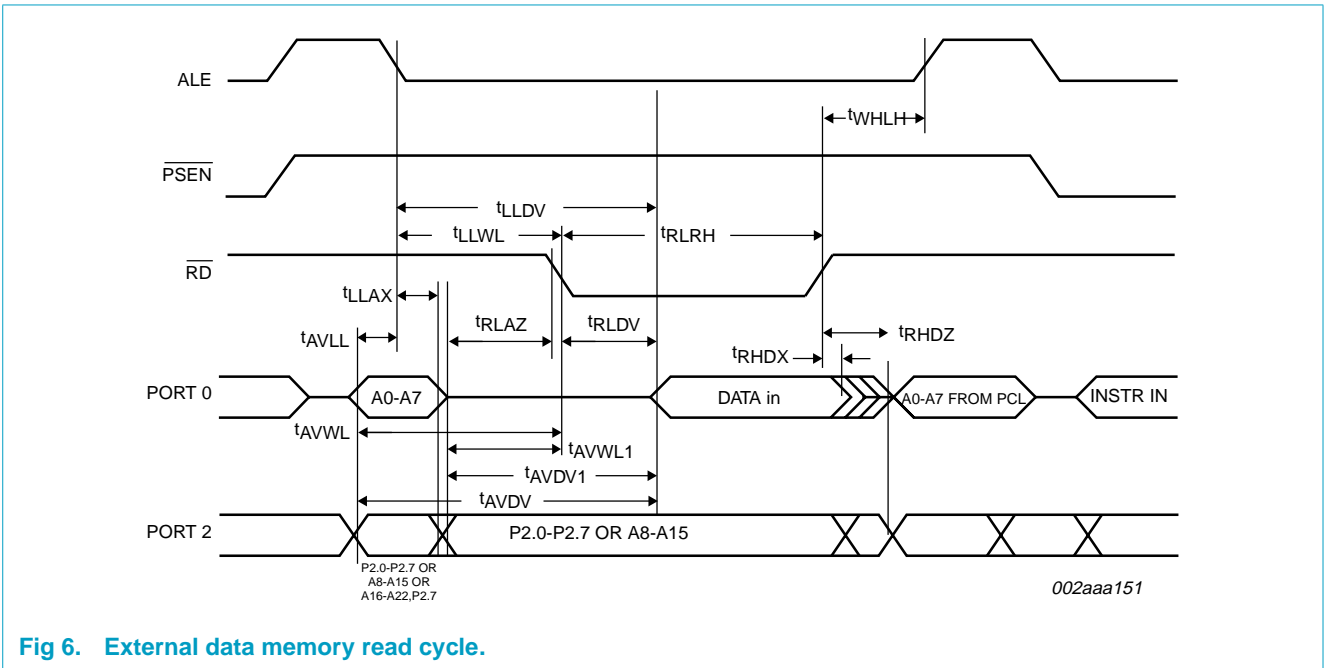 ALE
tWHLH
PSEN
tLLDV
tLLWL
tRLRH
RD
tLLAX
tRLAZ
tRLDV
tAVLL
tRHDZ
tRHDX
PORT 0
A0-A7
DATA in
A0-A7 FROM PCL
INSTR IN
tAVWL
tAVWL1
tAVDV1
tAVDV
PORT 2
P2.0-P2.7 OR A8-A15
P2.0-P2.7 OR
A8-A15 OR
A16-A22,P2.7
002aaa151
Fig 6. External data memory read cycle.